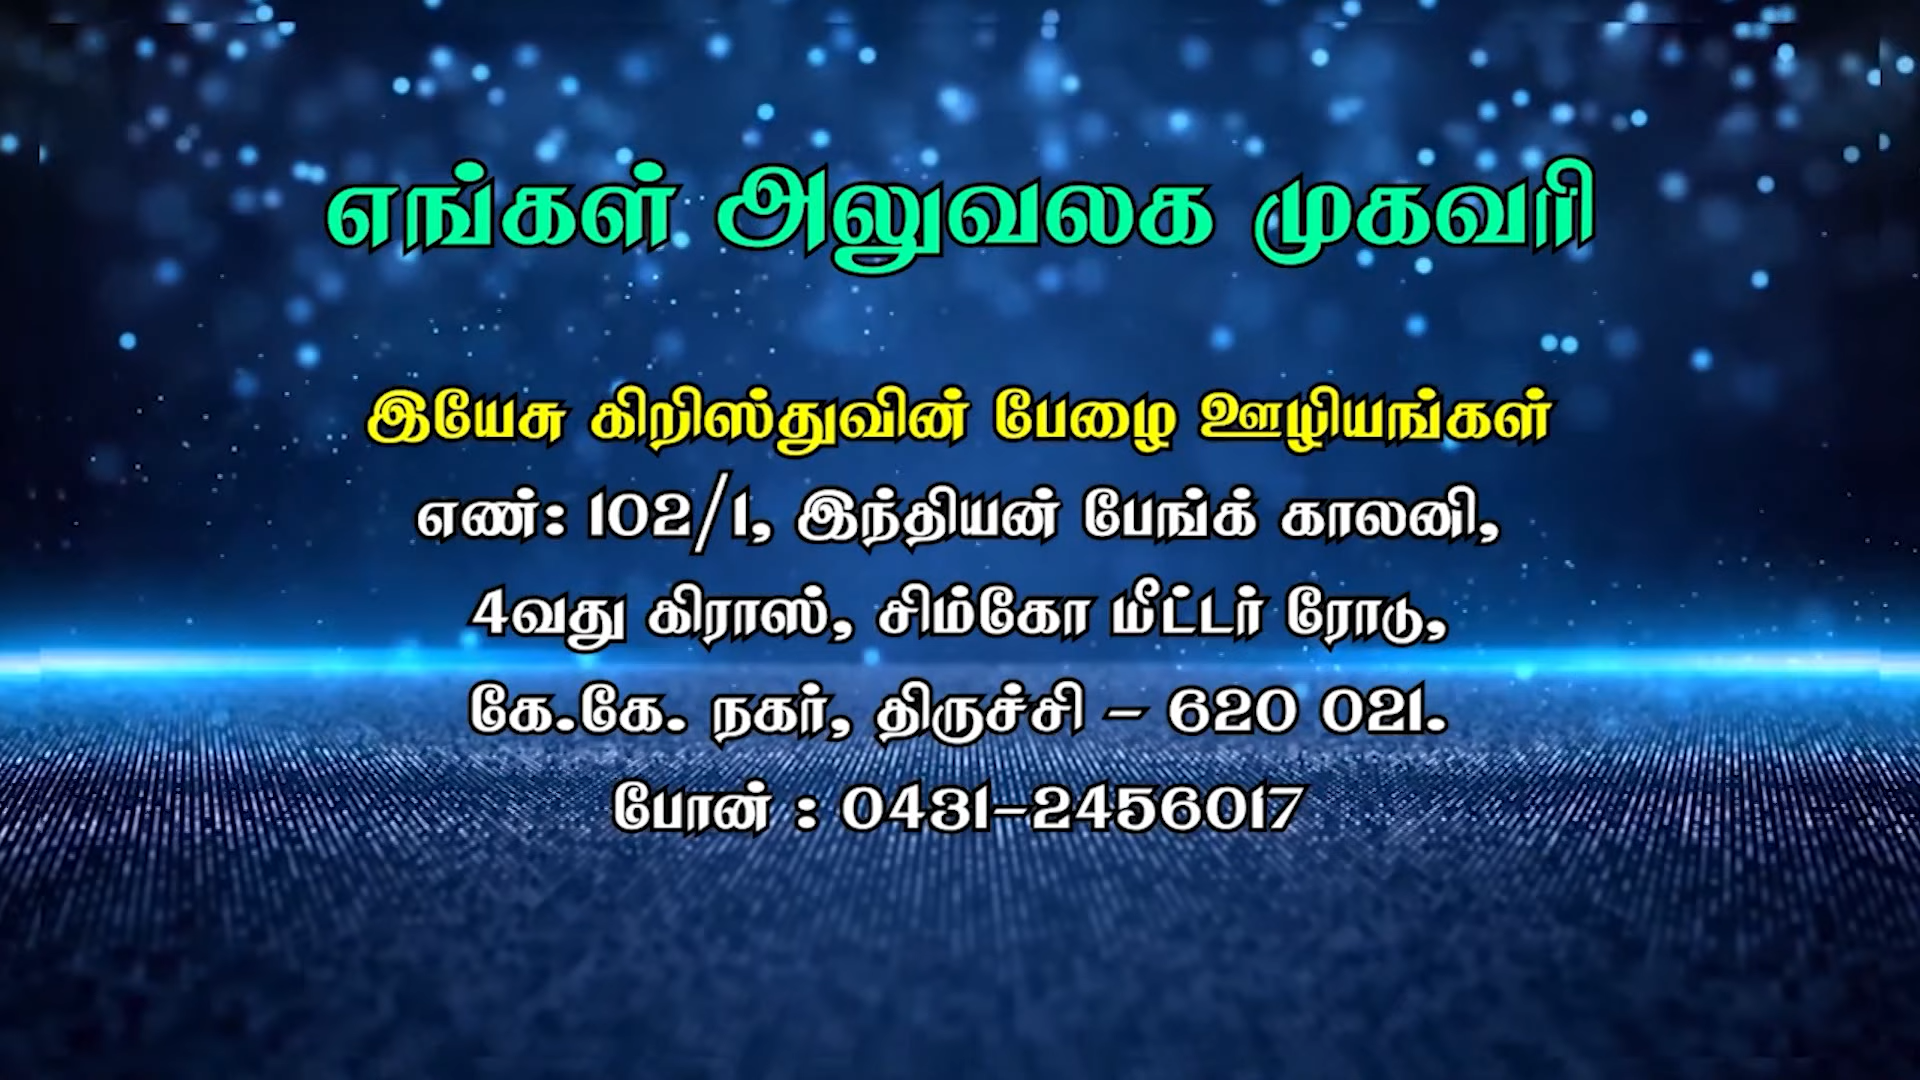 எங்கள் அலுவலக முகவரி
இயேசு கிறிஸ்துவின் பேழை ஊழியங்கள்
எண்: 102/1, இந்தியன் பேங்க் காலனி,
4வது கிராஸ், சிம்கோ மீட்டர் ரோடு,
கே.கே. நகர், திருச்சி - 620 021.
போன் : 0431-2456017